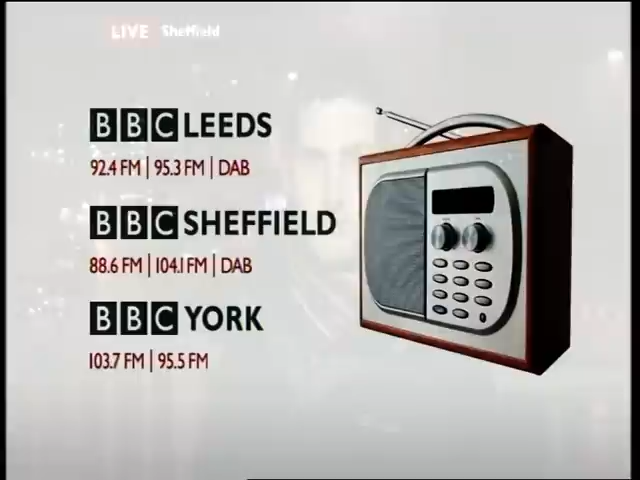 LIVE Sheffield
BBC LEEDS
92.4 FM | 95.3 FM | DAB
BBC SHEFFIELD
88.6 FM | 104.1 FM | DAB
BBC YORK
103.7 FM | 95.5 FM